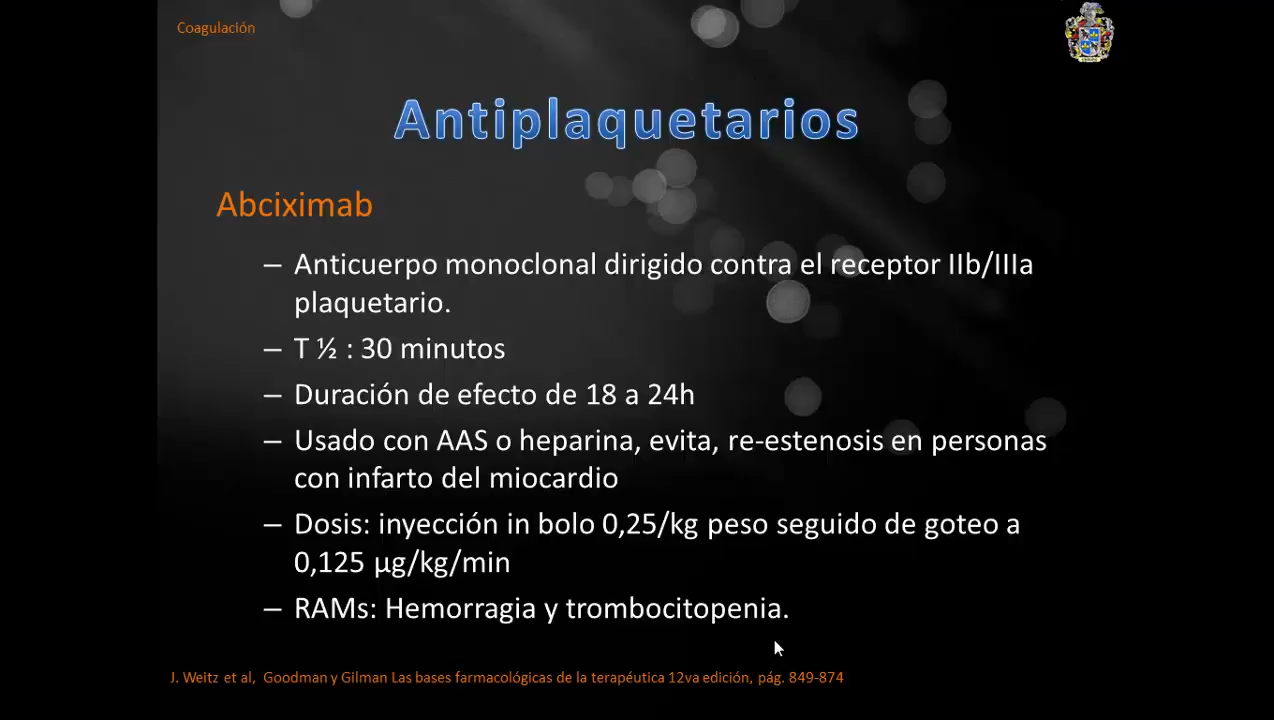 Coagulación
Antiplaquetarios
Abciximab
– Anticuerpo monoclonal dirigido contra el receptor IIb/IIIa
plaquetario.
– T ½ : 30 minutos
– Duración de efecto de 18 a 24h
– Usado con AAS o heparina, evita, re-estenosis en personas
con infarto del miocardio
– Dosis: inyección in bolo 0,25/kg peso seguido de goteo a
0,125 µg/kg/min
– RAMs: Hemorragia y trombocitopenia.
J. Weitz et al, Goodman y Gilman Las bases farmacológicas de la terapéutica 12va edición, pág. 849-874